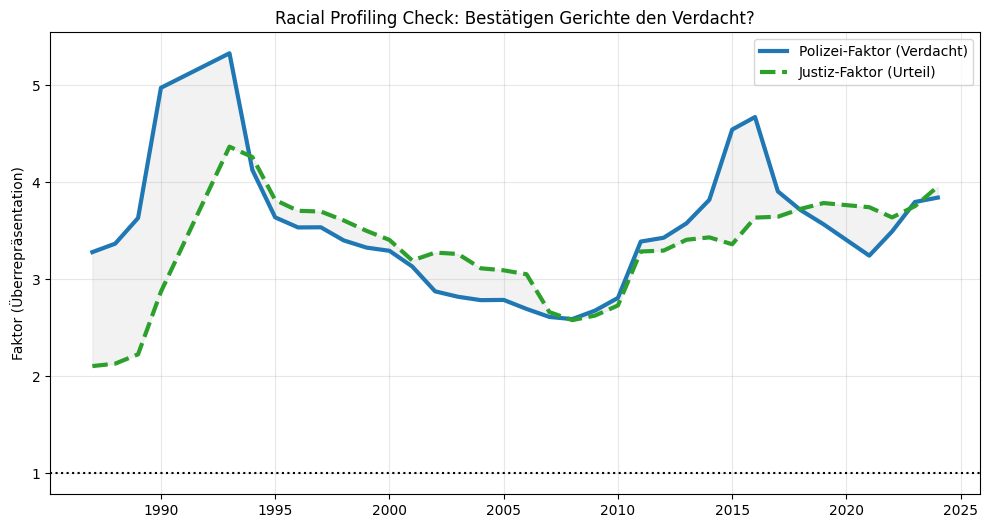 Racial Profiling Check: Bestätigen Gerichte den Verdacht?
Polizei-Faktor (Verdacht)
Justiz-Faktor (Urteil)
Faktor (Überrepräsentation)
5
4
3
2
1
1990 1995 2000 2005 2010 2015 2020 2025